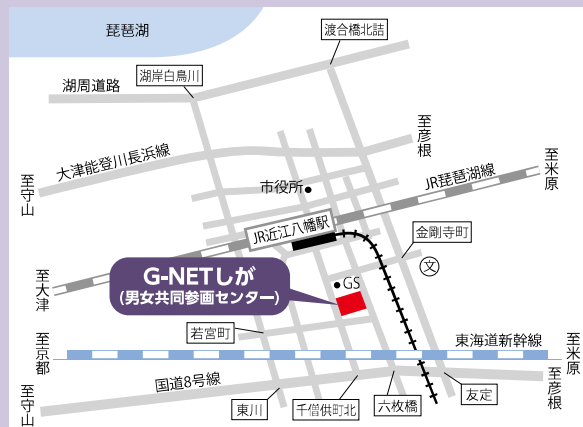 琵琶湖
渡合橋北詰
湖岸白鳥川
湖周道路
大津能登川長浜線
至彦根
至米原
至守山
市役所
JR琵琶湖線
JR近江八幡駅
金剛寺町
文
至大津
G-NETしが
(男女共同参画センター)
GS
若宮町
至京都
東海道新幹線
至米原
国道8号線
至守山
至彦根
東川
千僧供町北
六枚橋
友定